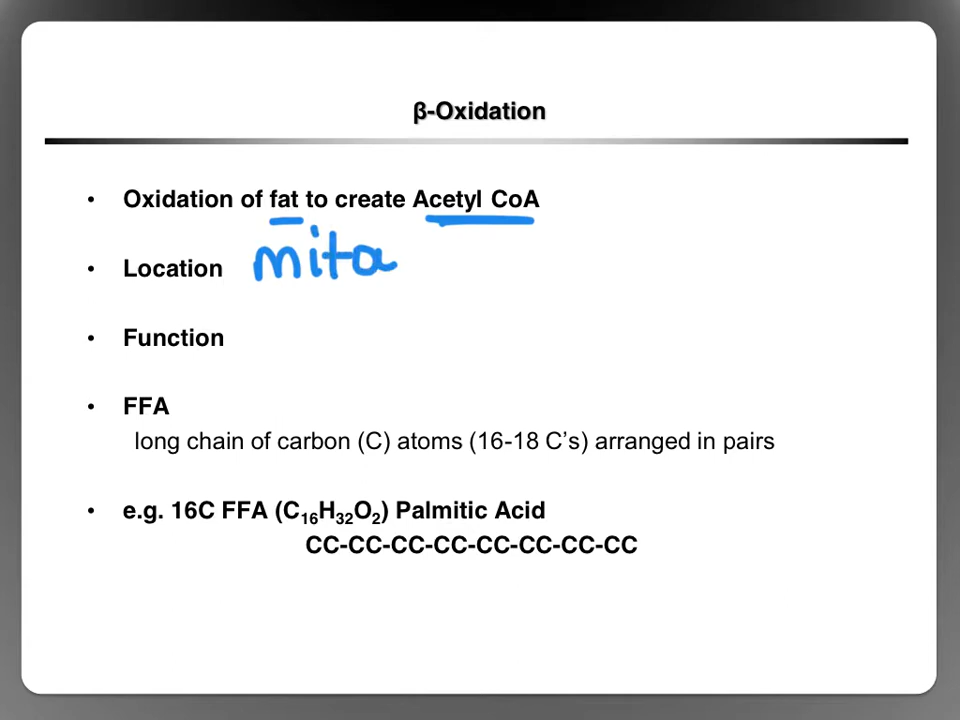 β-Oxidation
• Oxidation of fat to create Acetyl CoA
• Location mita
• Function
• FFA
long chain of carbon (C) atoms (16-18 C’s) arranged in pairs
• e.g. 16C FFA (C₁₆H₃₂O₂) Palmitic Acid
CC-CC-CC-CC-CC-CC-CC-CC